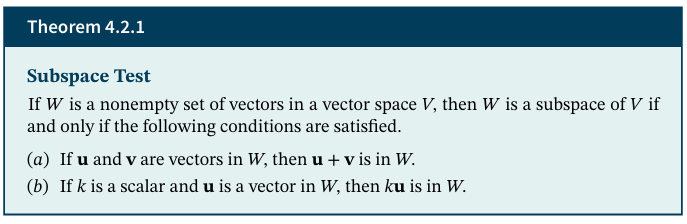 Theorem 4.2.1
Subspace Test
If W is a nonempty set of vectors in a vector space V, then W is a subspace of V if
and only if the following conditions are satisfied.
(a) If u and v are vectors in W, then u + v is in W.
(b) If k is a scalar and u is a vector in W, then ku is in W.